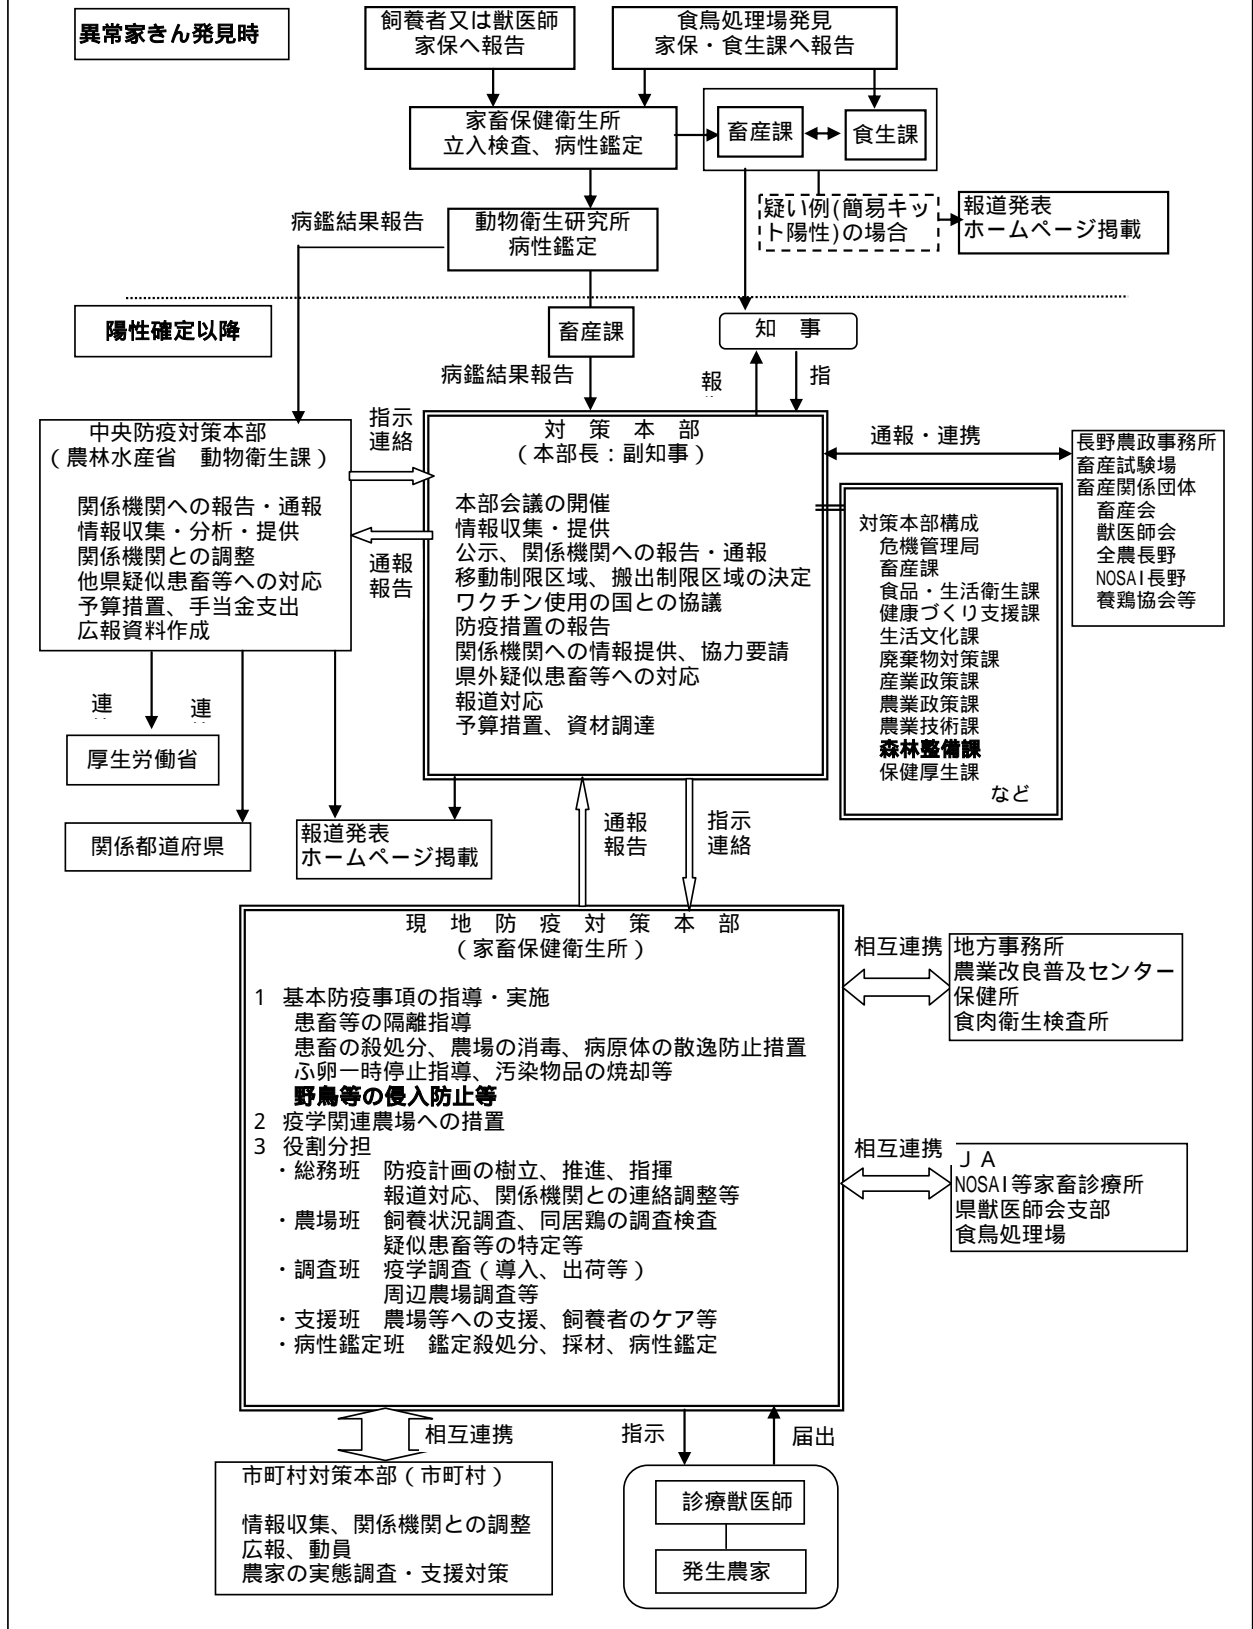 異常家きん発見時
飼養者又は獣医師
家保へ報告
食鳥処理場発見
家保・食生課へ報告
家畜保健衛生所
立入検査、病性鑑定
畜産課
食生課
疑い例(簡易キッ
ト陽性)の場合
報道発表
ホームページ掲載
病鑑結果報告
動物衛生研究所
病性鑑定
陽性確定以降
畜産課
知　事
病鑑結果報告
報
指
中央防疫対策本部
(農林水産省　動物衛生課)
関係機関への報告・通報
情報収集・分析・提供
関係機関との調整
他県疑似患畜等への対応
予算措置、手当金支出
広報資料作成
指示
連絡
通報
報告
対　策　本　部
(本部長:副知事)
本部会議の開催
情報収集・提供
公示、関係機関への報告・通報
移動制限区域、搬出制限区域の決定
ワクチン使用の国との協議
防疫措置の報告
関係機関への情報提供、協力要請
県外疑似患畜等への対応
報道対応
予算措置、資材調達
通報・連携
長野農政事務所
畜産試験場
畜産関係団体
畜産会
獣医師会
全農長野
NOSAI長野
養鶏協会等
対策本部構成
危機管理局
畜産課
食品・生活衛生課
健康づくり支援課
生活文化課
廃棄物対策課
産業政策課
農業政策課
農業技術課
森林整備課
保健厚生課
など
連
連
厚生労働省
関係都道府県
報道発表
ホームページ掲載
通報
報告
指示
連絡
現　地　防　疫　対　策　本　部
(家畜保健衛生所)
1　基本防疫事項の指導・実施
患畜等の隔離指導
患畜の殺処分、農場の消毒、病原体の散逸防止措置
ふ卵一時停止指導、汚染物品の焼却等
野鳥等の侵入防止等
2　疫学関連農場への措置
3　役割分担
・総務班　防疫計画の樹立、推進、指揮
報道対応、関係機関との連絡調整等
・農場班　飼養状況調査、同居鶏の調査検査
疑似患畜等の特定等
・調査班　疫学調査(導入、出荷等)
周辺農場調査等
・支援班　農場等への支援、飼養者のケア等
・病性鑑定班　鑑定殺処分、採材、病性鑑定
相互連携
地方事務所
農業改良普及センター
保健所
食肉衛生検査所
相互連携
ＪＡ
NOSAI等家畜診療所
県獣医師会支部
食鳥処理場
相互連携
指示
届出
市町村対策本部(市町村)
情報収集、関係機関との調整
広報、動員
農家の実態調査・支援対策
診療獣医師
発生農家